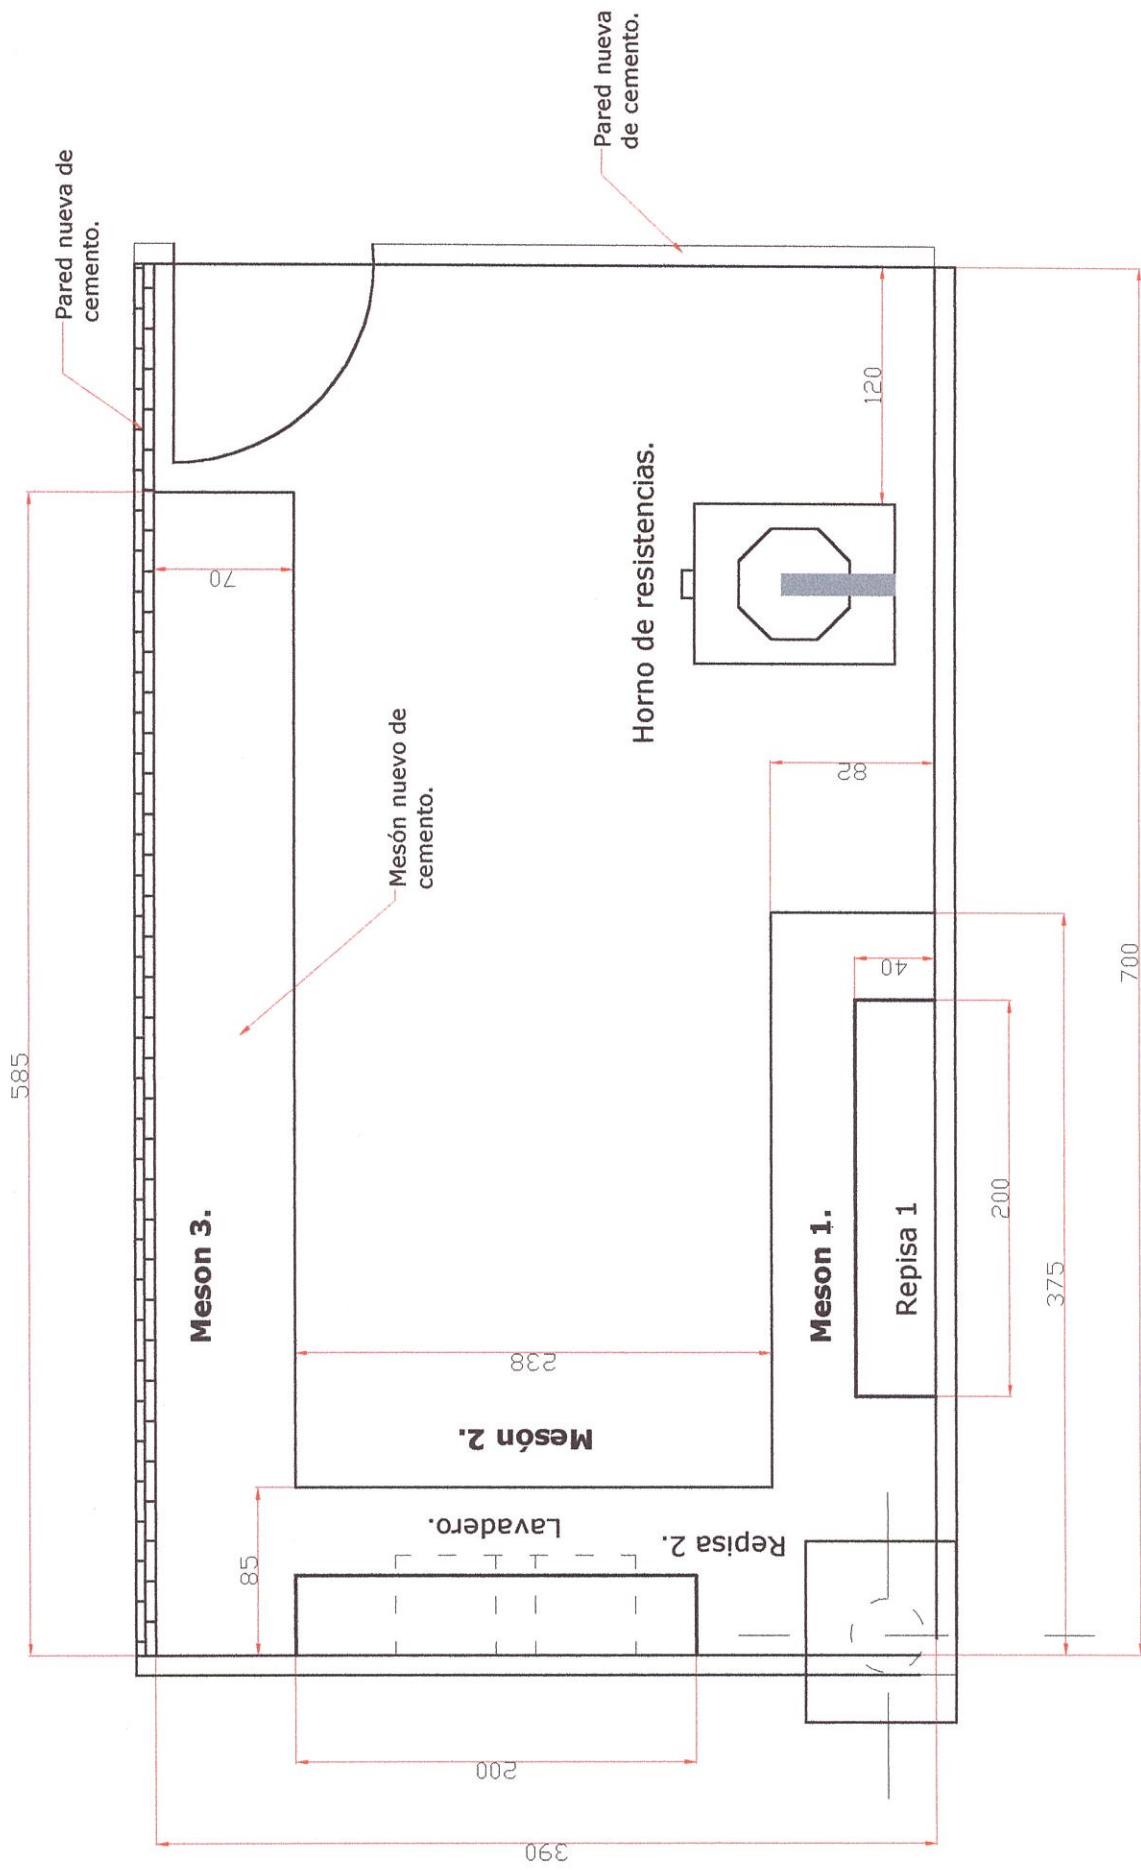 Pared nueva de
cemento.
Pared nueva
de cemento.
585
70
120
Horno de resistencias.
Mesón nuevo de
cemento.
82
40
700
Meson 3.
Meson 1.
Repisa 1
200
375
238
Mesón 2.
Lavadero.
Repisa 2.
85
200
390